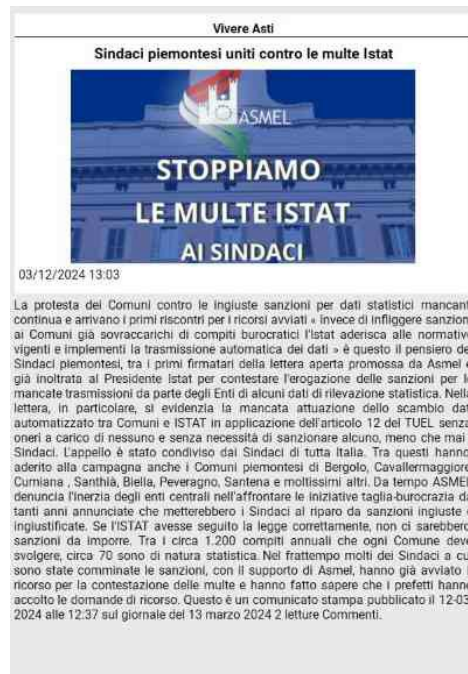 Vivere Asti
Sindaci piemontesi uniti contro le multe Istat
ASMEL
STOPPIAMO
LE MULTE ISTAT
AI SINDACI
03/12/2024 13:03
La protesta dei Comuni contro le ingiuste sanzioni per dati statistici mancant
continua e arrivano i primi riscontri per i ricorsi avviati « Invece di infliggere sanzion
ai Comuni già sovraccarichi di compiti burocratici l'Istat aderisca alle normative
vigenti e implementi la trasmissione automatica dei dati » è questo il pensiero de
Sindaci piemontesi, tra i primi firmatari della lettera aperta promossa da Asmel e
già inoltrata al Presidente Istat per contestare l'erogazione delle sanzioni per l
mancate trasmissioni da parte degli Enti di alcuni dati di rilevazione statistica. Nella
lettera, in particolare, si evidenzia la mancata attuazione dello scambio dat
automatizzato tra Comuni e ISTAT in applicazione dell'articolo 12 del TUEL senza
oneri a carico di nessuno e senza necessità di sanzionare alcuno, meno che mai
Sindaci. L'appello è stato condiviso dai Sindaci di tutta Italia. Tra questi hanno
aderito alla campagna anche i Comuni piemontesi di Bergolo, Cavallermaggiore
Cumiana , Santhià, Biella, Peveragno, Santena e moltissimi altri. Da tempo ASMEL
denuncia l'inerzia degli enti centrali nell'affrontare le iniziative taglia-burocrazia da
tanti anni annunciate che metterebbero i Sindaci al riparo da sanzioni ingiuste e
ingiustificate. Se l'ISTAT avesse seguito la legge correttamente, non ci sarebbero
sanzioni da imporre. Tra i circa 1.200 compiti annuali che ogni Comune deve
svolgere, circa 70 sono di natura statistica. Nel frattempo molti dei Sindaci a cu
sono state comminate le sanzioni, con il supporto di Asmel, hanno già avviato i
ricorso per la contestazione delle multe e hanno fatto sapere che i prefetti hanno
accolto le domande di ricorso. Questo è un comunicato stampa pubblicato il 12-03
2024 alle 12:37 sul giornale del 13 marzo 2024 2 letture Commenti.